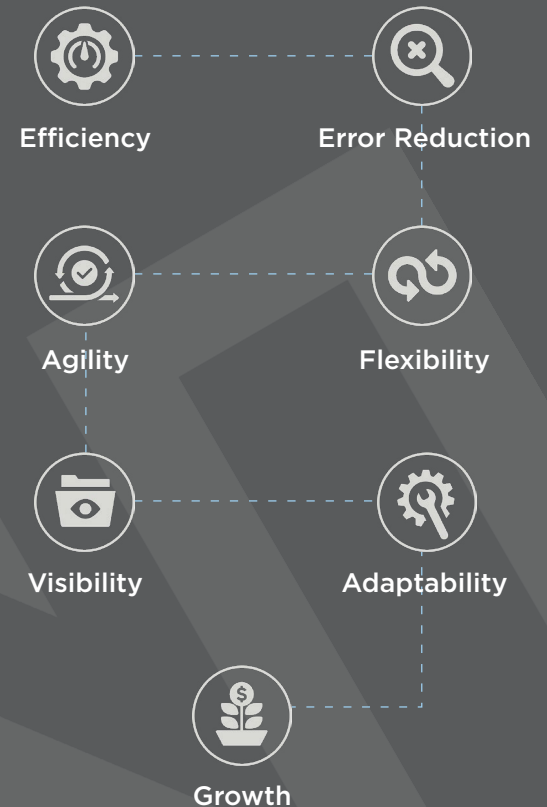 Efficiency
Error Reduction
Agility
Flexibility
Visibility
Adaptability
$
Growth